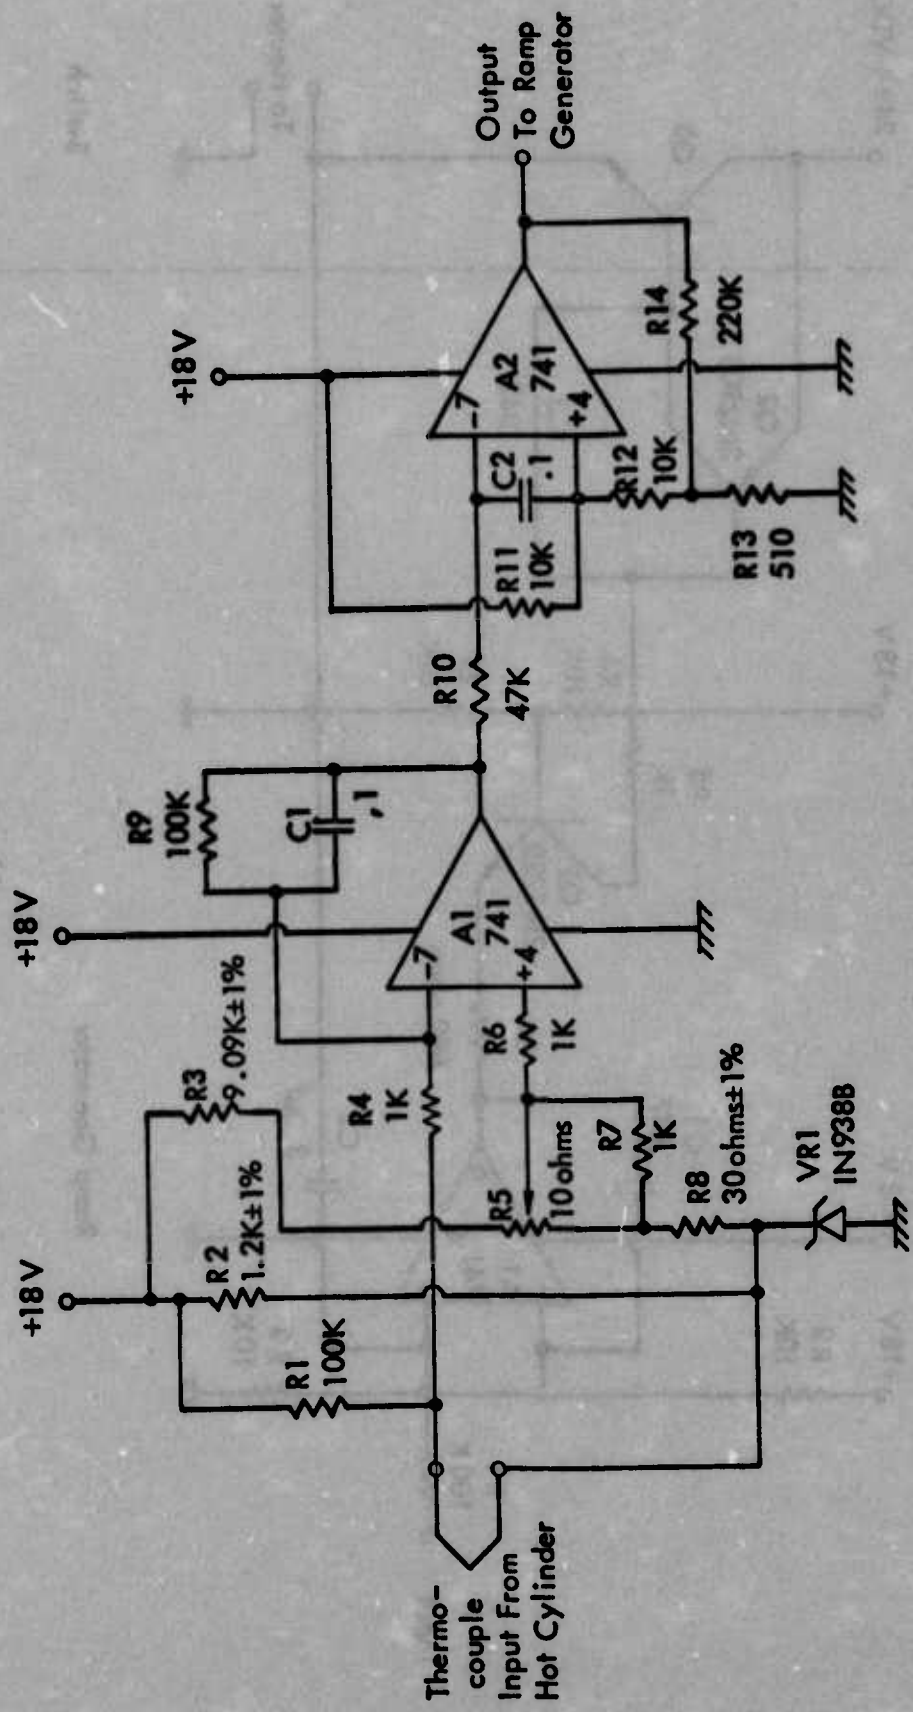 Thermo-
couple
Input From
Hot Cylinder
+18V
R1
100K
R2
1.2K±1%
R3
9.09K±1%
R4
1K
R5
10ohms
R6
1K
R7
1K
R8
30ohms±1%
VR1
IN938B
+18V
R9
100K
C1
,1
-7
A1
741
+4
R10
47K
R11
10K
C2
.1
+18V
-7
A2
741
+4
R12
10K
R13
510
R14
220K
Output
To Ramp
Generator